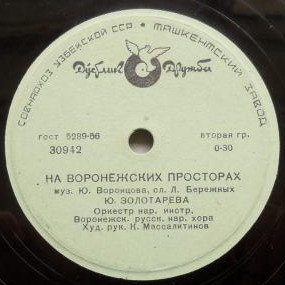 СОВНАРХОЗ УЗБЕКСКОЙ ССР ★ ТАШКЕНТСКИЙ ЗАВОД
Дружба
ГОСТ 5289-56 вторая гр.
30942 0-30
НА ВОРОНЕЖСКИХ ПРОСТОРАХ
муз. Ю. Воронцова, сл. Л. Бережных
Ю. ЗОЛОТАРЕВА
Оркестр нар. инстр.
Воронежск. русск. нар. хора
Худ. рук. К. Массалитинов